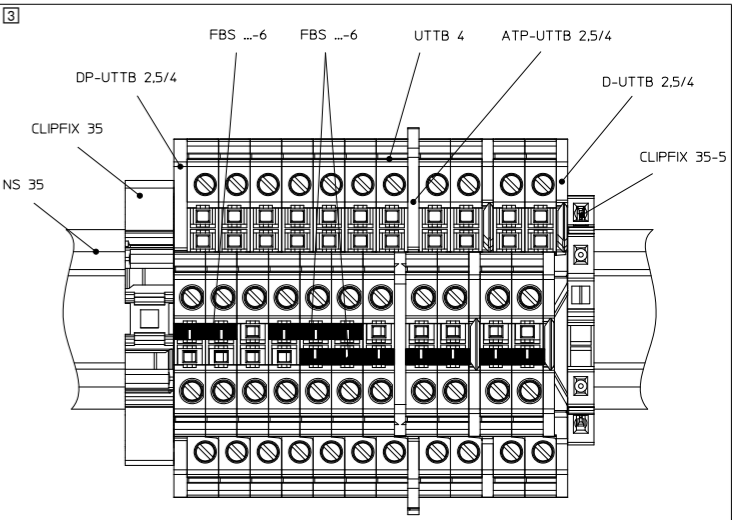 3
FBS ...-6
FBS ...-6
UTTB 4
ATP-UTTB 2,5/4
DP-UTTB 2,5/4
D-UTTB 2,5/4
CLIPFIX 35
CLIPFIX 35-5
NS 35